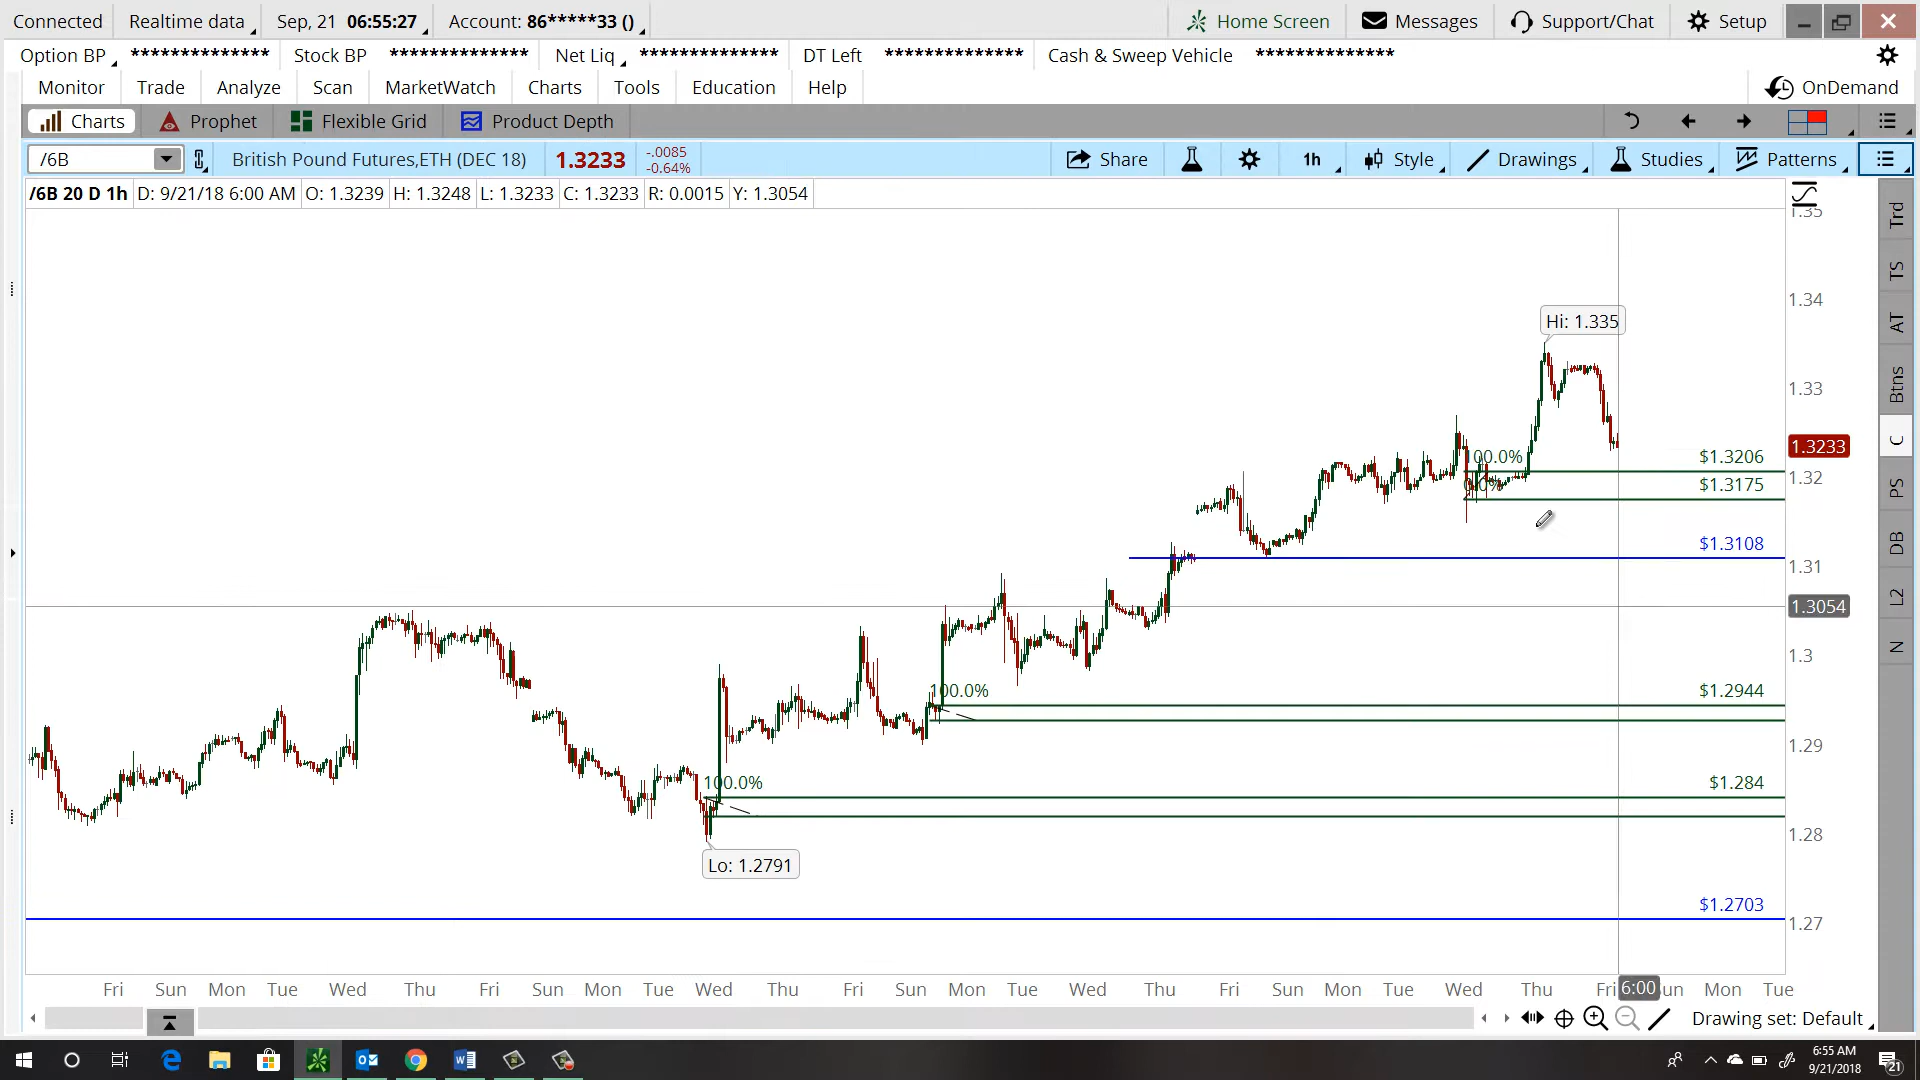 Connected Realtime data Sep, 21 06:55:27 Account: 86*****33 () Home Screen Messages Support/Chat Setup
Option BP ************** Stock BP ************** Net Liq ************** DT Left ************** Cash & Sweep Vehicle **************
Monitor Trade Analyze Scan MarketWatch Charts Tools Education Help OnDemand
Charts Prophet Flexible Grid Product Depth
/6B British Pound Futures,ETH (DEC 18) 1.3233 -.0085 -0.64% Share 1h Style Drawings Studies Patterns
/6B 20 D 1h D: 9/21/18 6:00 AM O: 1.3239 H: 1.3248 L: 1.3233 C: 1.3233 R: 0.0015 Y: 1.3054
1.35
Trd
TS
1.34
Hi: 1.335
AT
1.33
Btns
1.3233
C
100.0% $1.3206
1.32
0.0% $1.3175
PS
$1.3108
DB
1.31
L2
1.3054
N
1.3
100.0% $1.2944
1.29
100.0% $1.284
1.28
Lo: 1.2791
$1.2703
1.27
Fri Sun Mon Tue Wed Thu Fri Sun Mon Tue Wed Thu Fri Sun Mon Tue Wed Thu Fri Sun Mon Tue Wed Thu Fri 6:00 un Mon Tue
Drawing set: Default
6:55 AM
9/21/2018
21